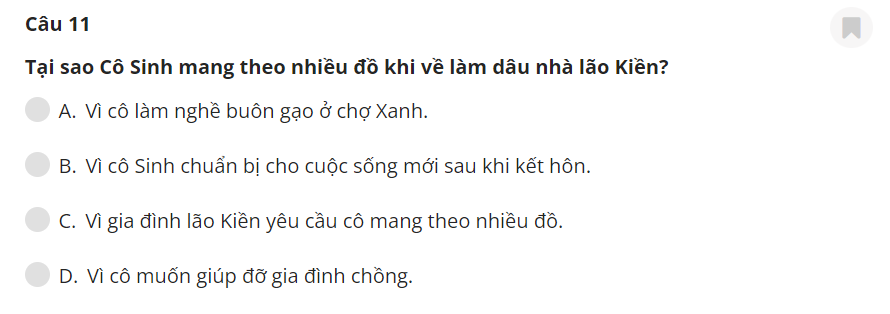 Câu 11
Tại sao Cô Sinh mang theo nhiều đồ khi về làm dâu nhà lão Kiền?
A. Vì cô làm nghề buôn gạo ở chợ Xanh.
B. Vì cô Sinh chuẩn bị cho cuộc sống mới sau khi kết hôn.
C. Vì gia đình lão Kiền yêu cầu cô mang theo nhiều đồ.
D. Vì cô muốn giúp đỡ gia đình chồng.